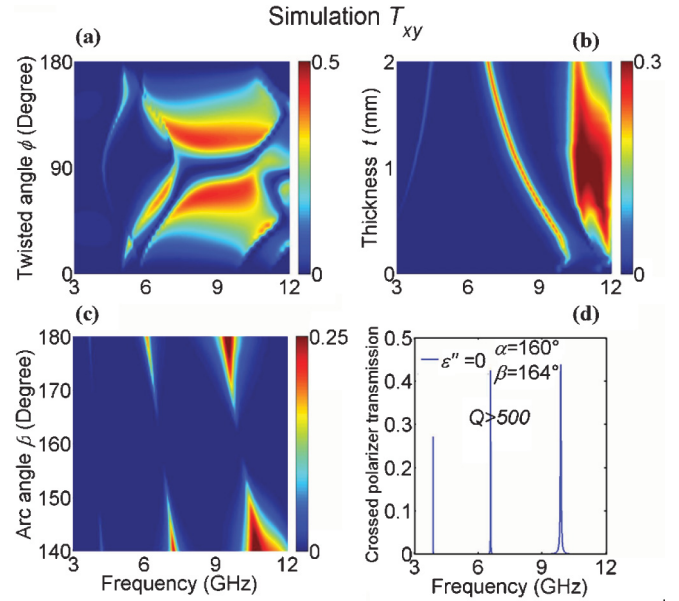 Simulation T_xy
(a)
180
90
0
Twisted angle ϕ (Degree)
3 6 9 12
0.5
0
(b)
2
1
0
Thickness t (mm)
3 6 9 12
0.3
0
(c)
180
170
160
150
140
Arc angle β (Degree)
3 6 9 12
Frequency (GHz)
0.25
0
(d)
0.5
0.4
0.3
0.2
0.1
0
Crossed polarizer transmission
ε″ =0
α=160°
β=164°
Q>500
3 6 9 12
Frequency (GHz)